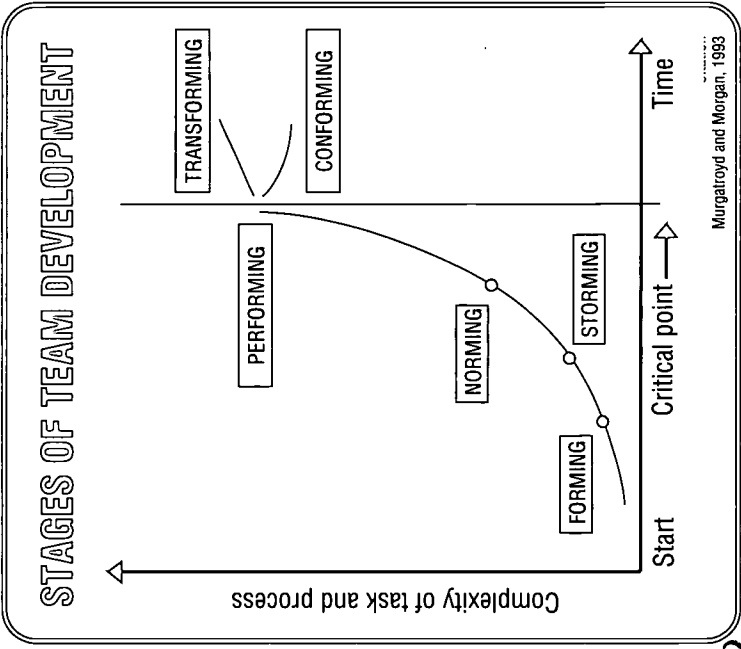 STAGES OF TEAM DEVELOPMENT
Complexity of task and process
TRANSFORMING
CONFORMING
PERFORMING
NORMING
STORMING
FORMING
Start
Critical point
Time
Murgatroyd and Morgan, 1993